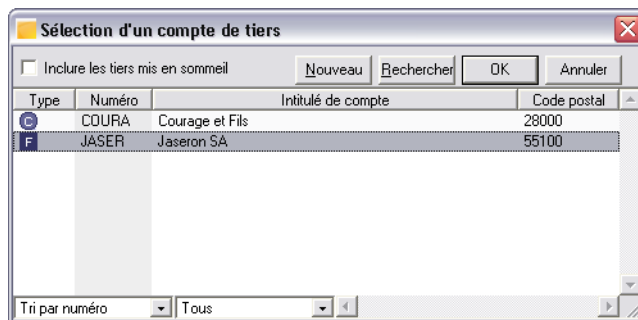 Sélection d'un compte de tiers
Inclure les tiers mis en sommeil Nouveau Rechercher OK Annuler
Type Numéro Intitulé de compte Code postal
C COURA Courage et Fils 28000
F JASER Jaseron SA 55100
Tri par numéro Tous